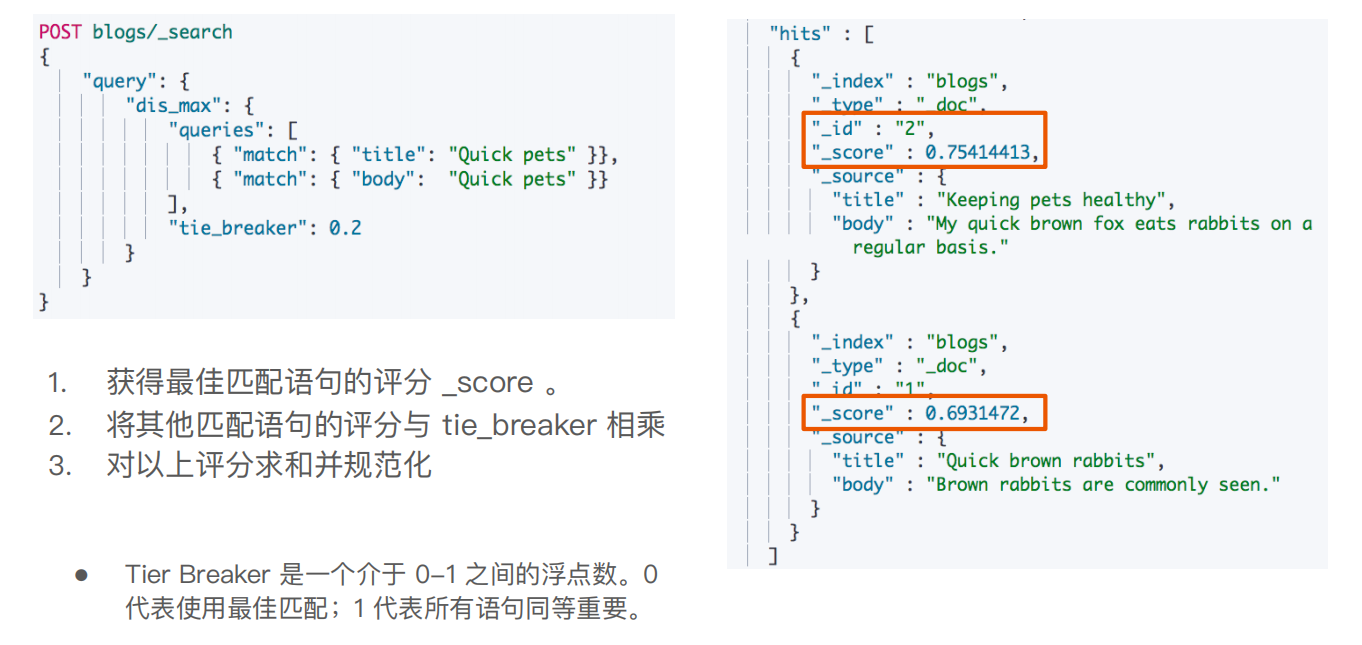 POST blogs/_search
{
"query": {
"dis_max": {
"queries": [
{ "match": { "title": "Quick pets" }},
{ "match": { "body": "Quick pets" }}
],
"tie_breaker": 0.2
}
}
}
1. 获得最佳匹配语句的评分 _score 。
2. 将其他匹配语句的评分与 tie_breaker 相乘
3. 对以上评分求和并规范化
● Tier Breaker 是一个介于 0-1 之间的浮点数。0
代表使用最佳匹配；1 代表所有语句同等重要。
"hits" : [
{
"_index" : "blogs",
"_type" : "_doc",
"_id" : "2",
"_score" : 0.75414413,
"_source" : {
"title" : "Keeping pets healthy",
"body" : "My quick brown fox eats rabbits on a
regular basis."
}
},
{
"_index" : "blogs",
"_type" : "_doc",
"_id" : "1",
"_score" : 0.6931472,
"_source" : {
"title" : "Quick brown rabbits",
"body" : "Brown rabbits are commonly seen."
}
}
]